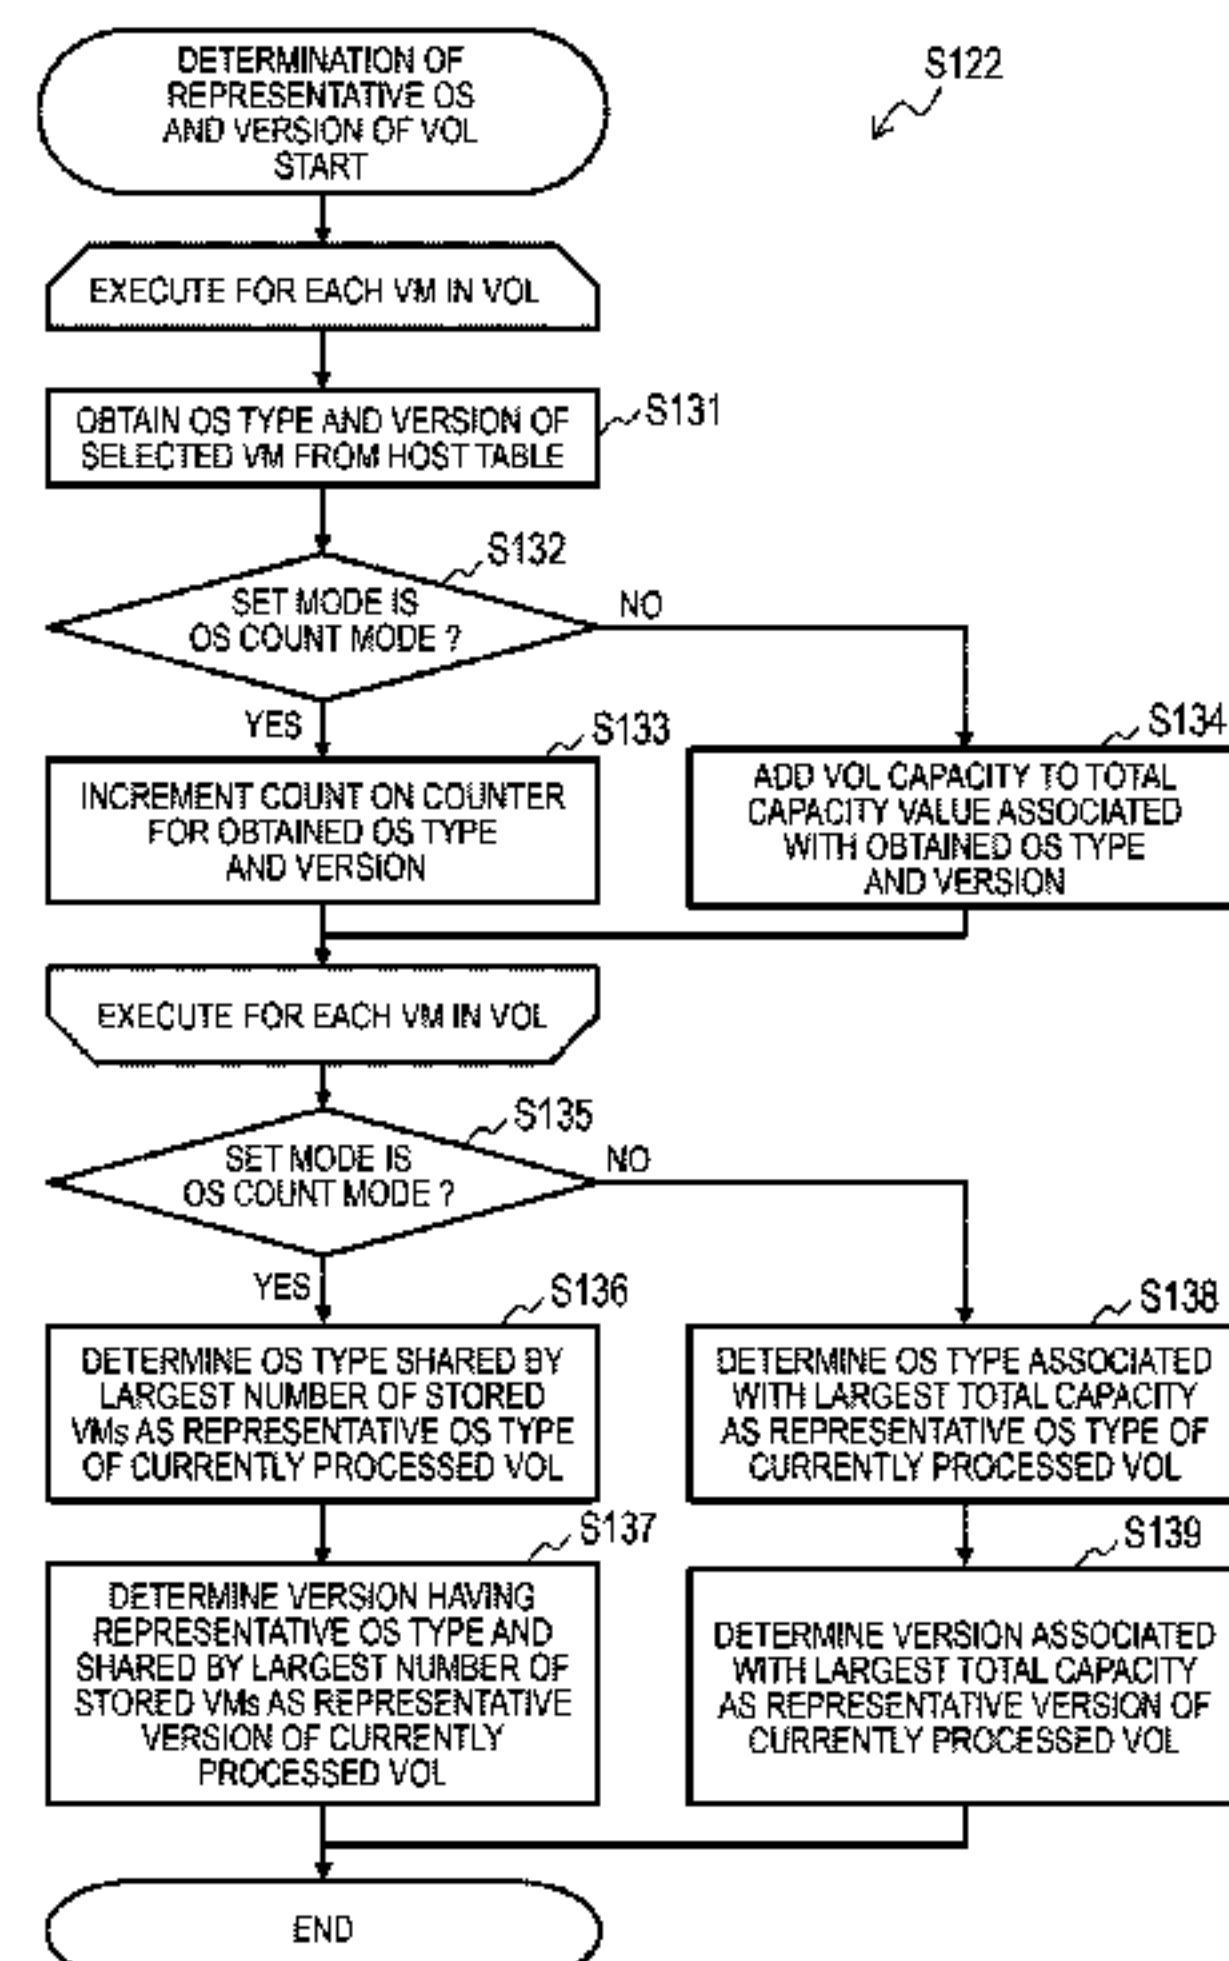 DETERMINATION OF
REPRESENTATIVE OS
AND VERSION OF VOL
START
S122
EXECUTE FOR EACH VM IN VOL
S131
OBTAIN OS TYPE AND VERSION OF
SELECTED VM FROM HOST TABLE
S132
SET MODE IS
OS COUNT MODE ?
NO
YES
S133
INCREMENT COUNT ON COUNTER
FOR OBTAINED OS TYPE
AND VERSION
S134
ADD VOL CAPACITY TO TOTAL
CAPACITY VALUE ASSOCIATED
WITH OBTAINED OS TYPE
AND VERSION
EXECUTE FOR EACH VM IN VOL
S135
SET MODE IS
OS COUNT MODE ?
NO
YES
S136
DETERMINE OS TYPE SHARED BY
LARGEST NUMBER OF STORED
VMs AS REPRESENTATIVE OS TYPE
OF CURRENTLY PROCESSED VOL
S138
DETERMINE OS TYPE ASSOCIATED
WITH LARGEST TOTAL CAPACITY
AS REPRESENTATIVE OS TYPE OF
CURRENTLY PROCESSED VOL
S137
DETERMINE VERSION HAVING
REPRESENTATIVE OS TYPE AND
SHARED BY LARGEST NUMBER OF
STORED VMs AS REPRESENTATIVE
VERSION OF CURRENTLY
PROCESSED VOL
S139
DETERMINE VERSION ASSOCIATED
WITH LARGEST TOTAL CAPACITY
AS REPRESENTATIVE VERSION OF
CURRENTLY PROCESSED VOL
END